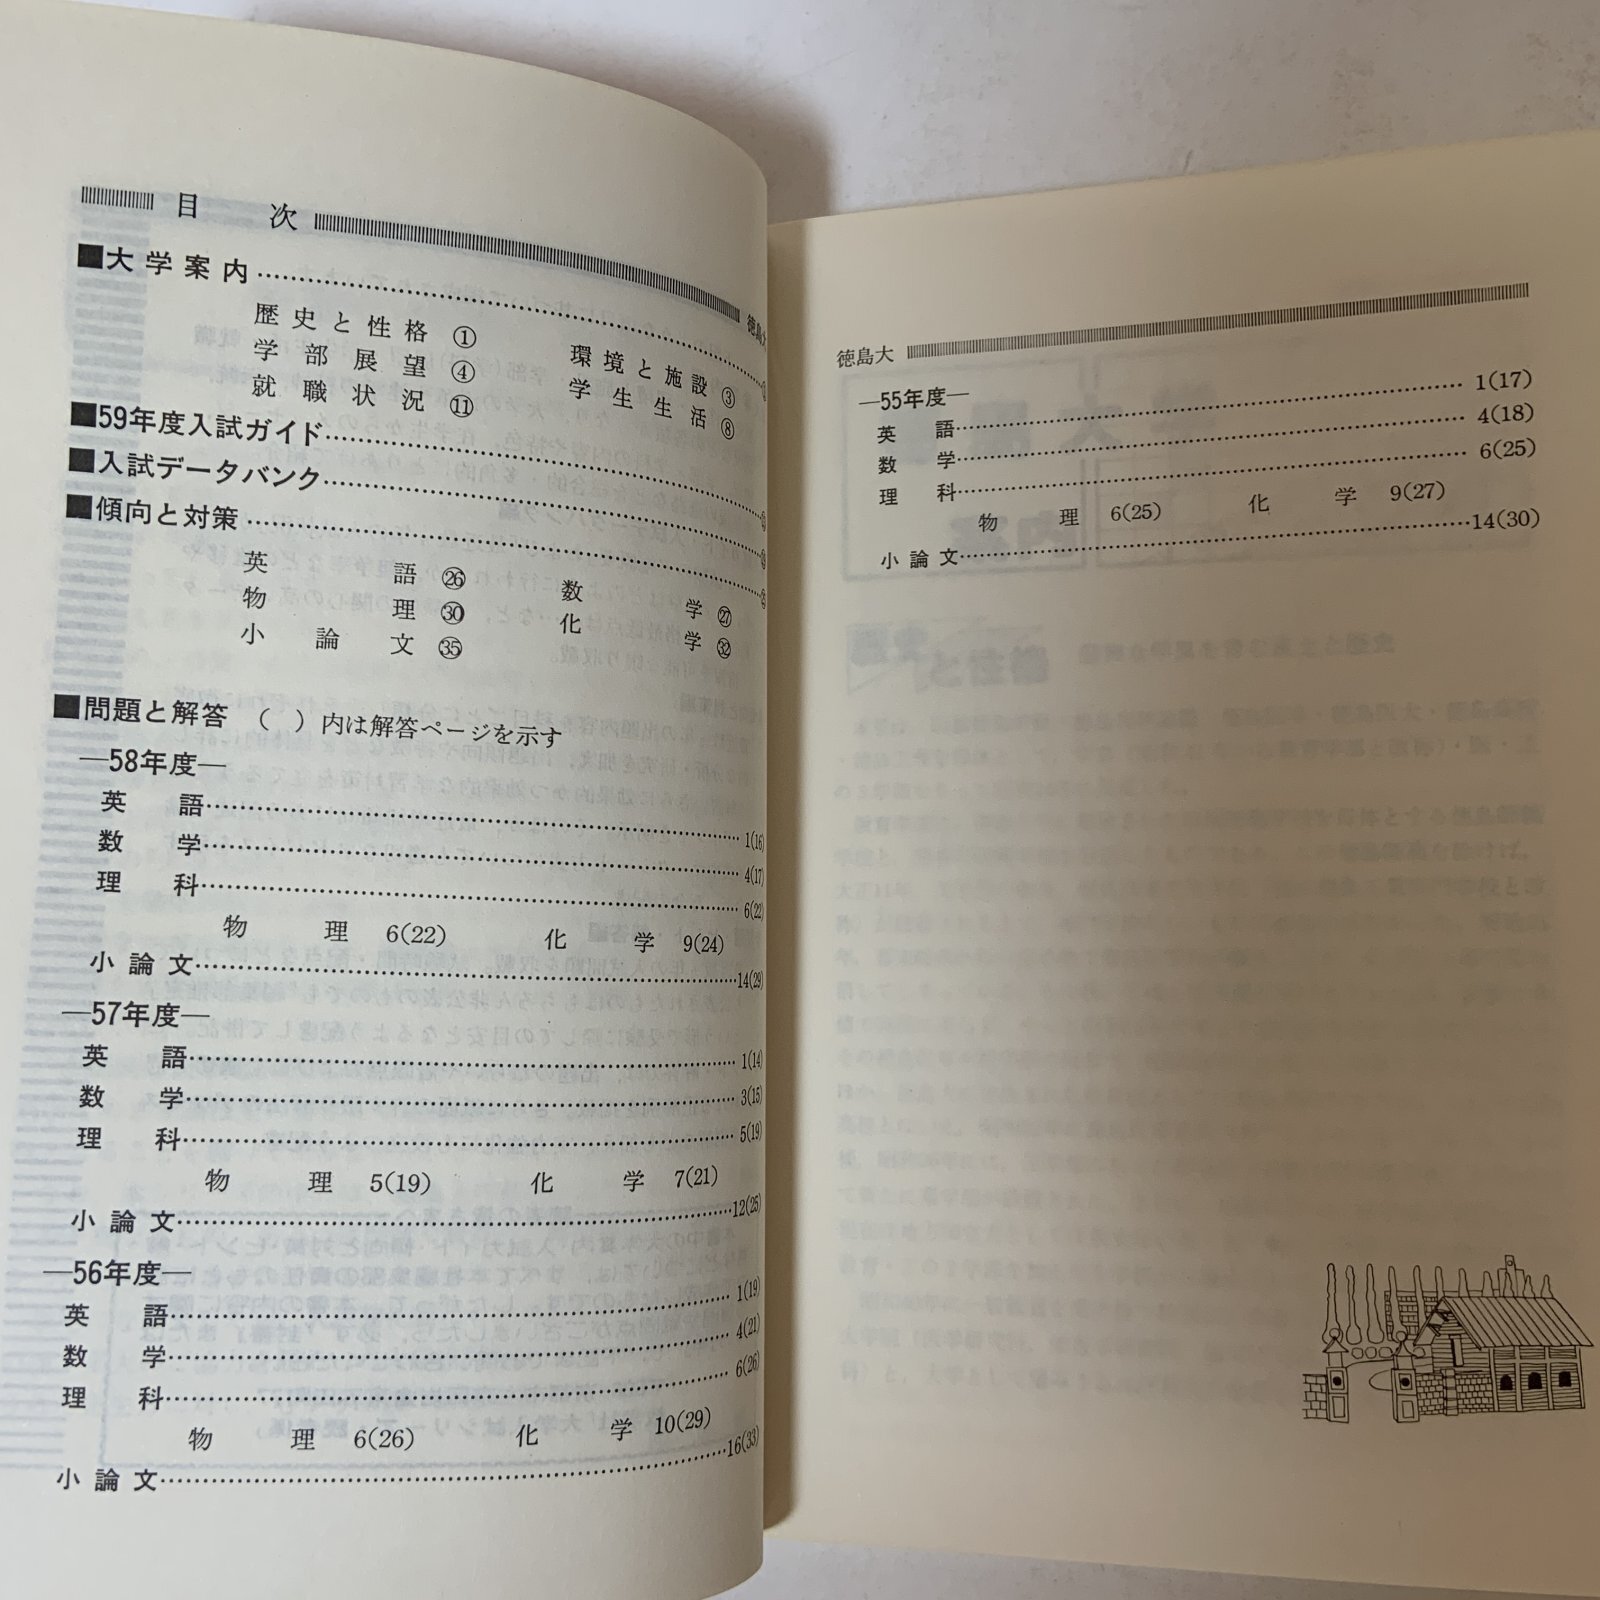 目次
徳島大
■大学案内
歴史と性格 ① 環境と施設 ③
学部展望 ④ 学生生活 ⑧
就職状況 ⑪
■59年度入試ガイド
■入試データバンク
■傾向と対策
英語 ㉖ 数学 ㉗
物理 ㉚ 化学 ㉜
小論文 ㉟
■問題と解答 （ ）内は解答ページを示す
—58年度—
英語……1(16)
数学……4(17)
理科……6(22)
物理 6(22) 化学 9(24)
小論文……14(29)
—57年度—
英語……1(14)
数学……3(15)
理科……5(19)
物理 5(19) 化学 7(21)
小論文……12(25)
—56年度—
英語……1(19)
数学……4(21)
理科……6(26)
物理 6(26) 化学 10(29)
小論文……16(33)
徳島大
—55年度—
英語……1(17)
数学……4(18)
理科……6(25)
物理 6(25) 化学 9(27)
小論文……14(30)